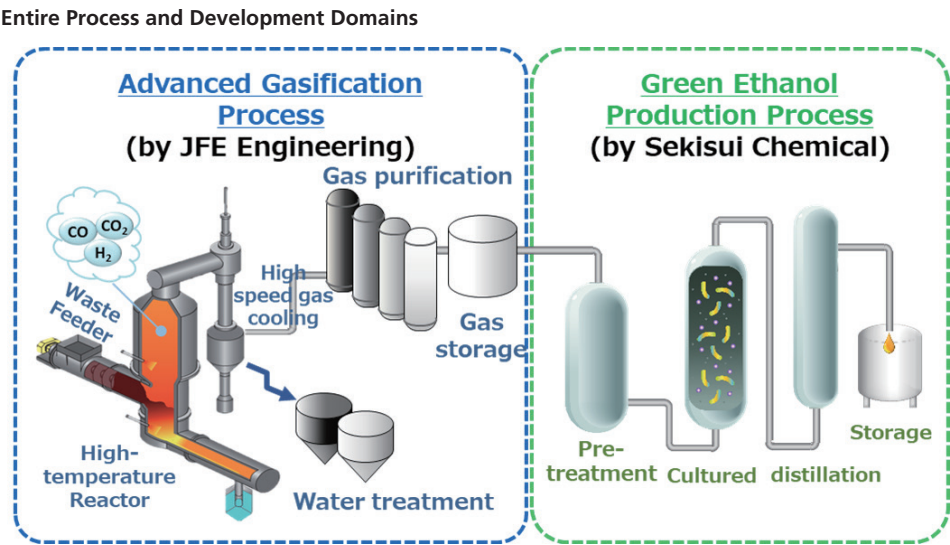 Entire Process and Development Domains
Advanced Gasification
Process
(by JFE Engineering)
Gas purification
CO
CO₂
H₂
Waste
Feeder
High
speed gas
cooling
Gas
storage
High-
temperature
Reactor
Water treatment
Green Ethanol
Production Process
(by Sekisui Chemical)
Pre-
treatment
Cultured
distillation
Storage